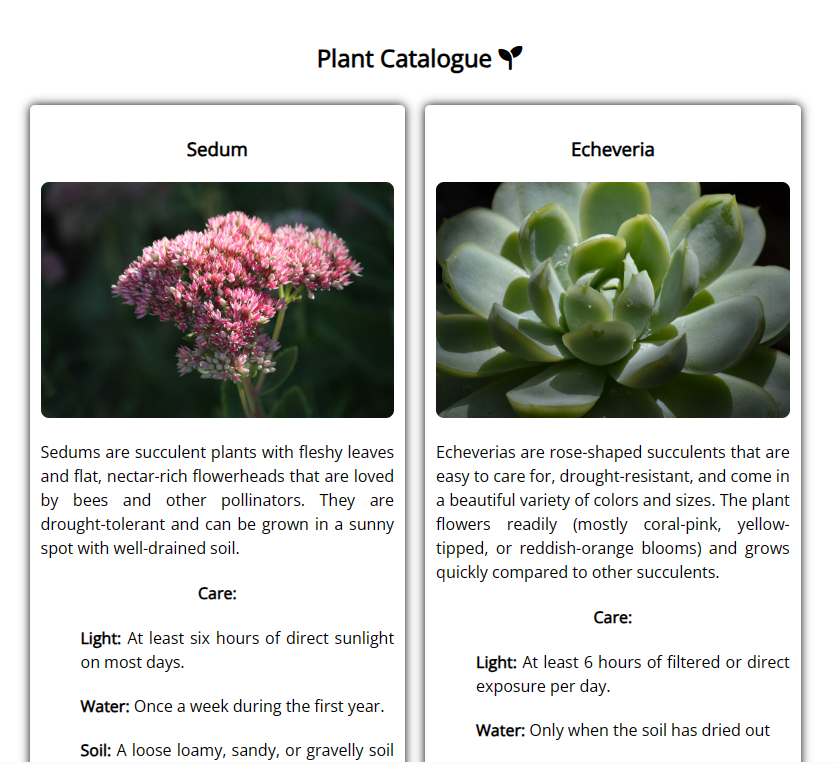 Plant Catalogue
Sedum
Sedums are succulent plants with fleshy leaves
and flat, nectar-rich flowerheads that are loved
by bees and other pollinators. They are
drought-tolerant and can be grown in a sunny
spot with well-drained soil.
Care:
Light: At least six hours of direct sunlight
on most days.
Water: Once a week during the first year.
Soil: A loose loamy, sandy, or gravelly soil
Echeveria
Echeverias are rose-shaped succulents that are
easy to care for, drought-resistant, and come in
a beautiful variety of colors and sizes. The plant
flowers readily (mostly coral-pink, yellow-
tipped, or reddish-orange blooms) and grows
quickly compared to other succulents.
Care:
Light: At least 6 hours of filtered or direct
exposure per day.
Water: Only when the soil has dried out